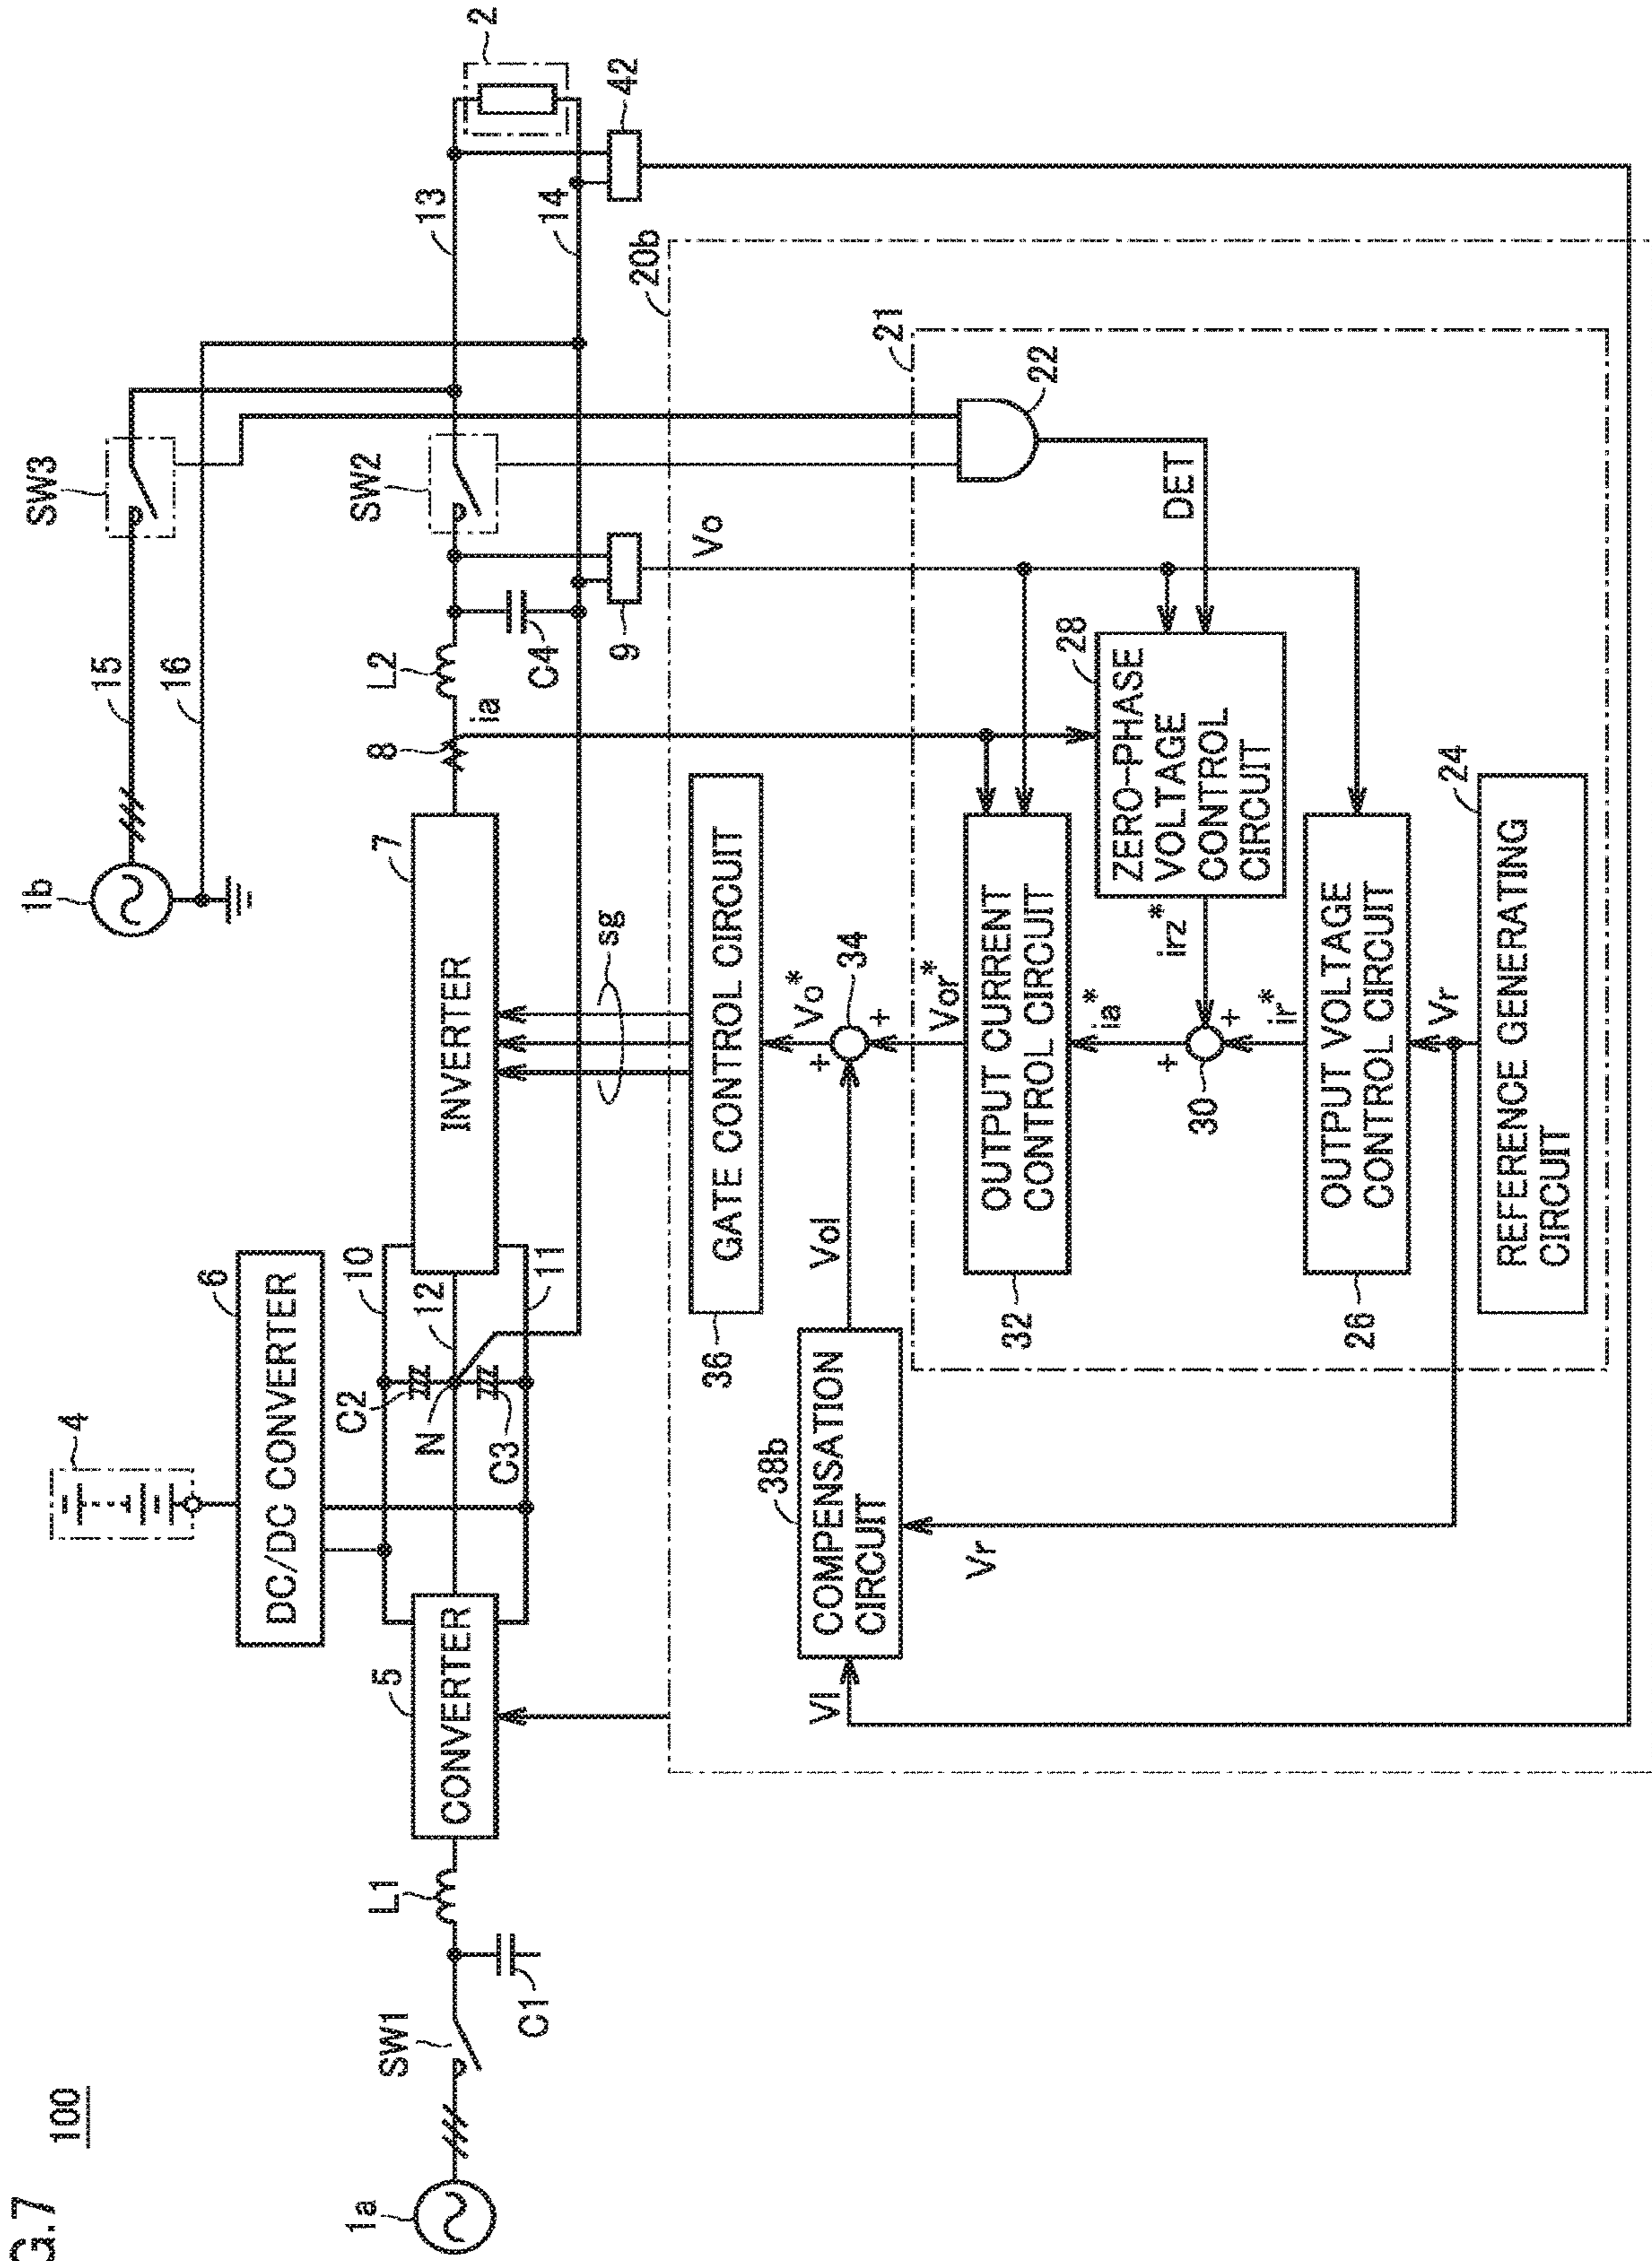 G.7
100
1a
SW1
C1
L1
5
CONVERTER
4
6
DC/DC CONVERTER
C2
N
C3
10
12
11
7
INVERTER
8
ia
L2
C4
9
Vo
SW2
SW3
1b
15
16
13
14
2
42
20b
21
22
DET
sg
36
GATE CONTROL CIRCUIT
Vo*
34
+
+
Vol
38b
COMPENSATION
CIRCUIT
Vl
Vr
Vor*
32
OUTPUT CURRENT
CONTROL CIRCUIT
28
ZERO-PHASE
VOLTAGE
CONTROL
CIRCUIT
irz*
ia*
30
+
+
ir*
26
OUTPUT VOLTAGE
CONTROL CIRCUIT
Vr
24
REFERENCE GENERATING
CIRCUIT